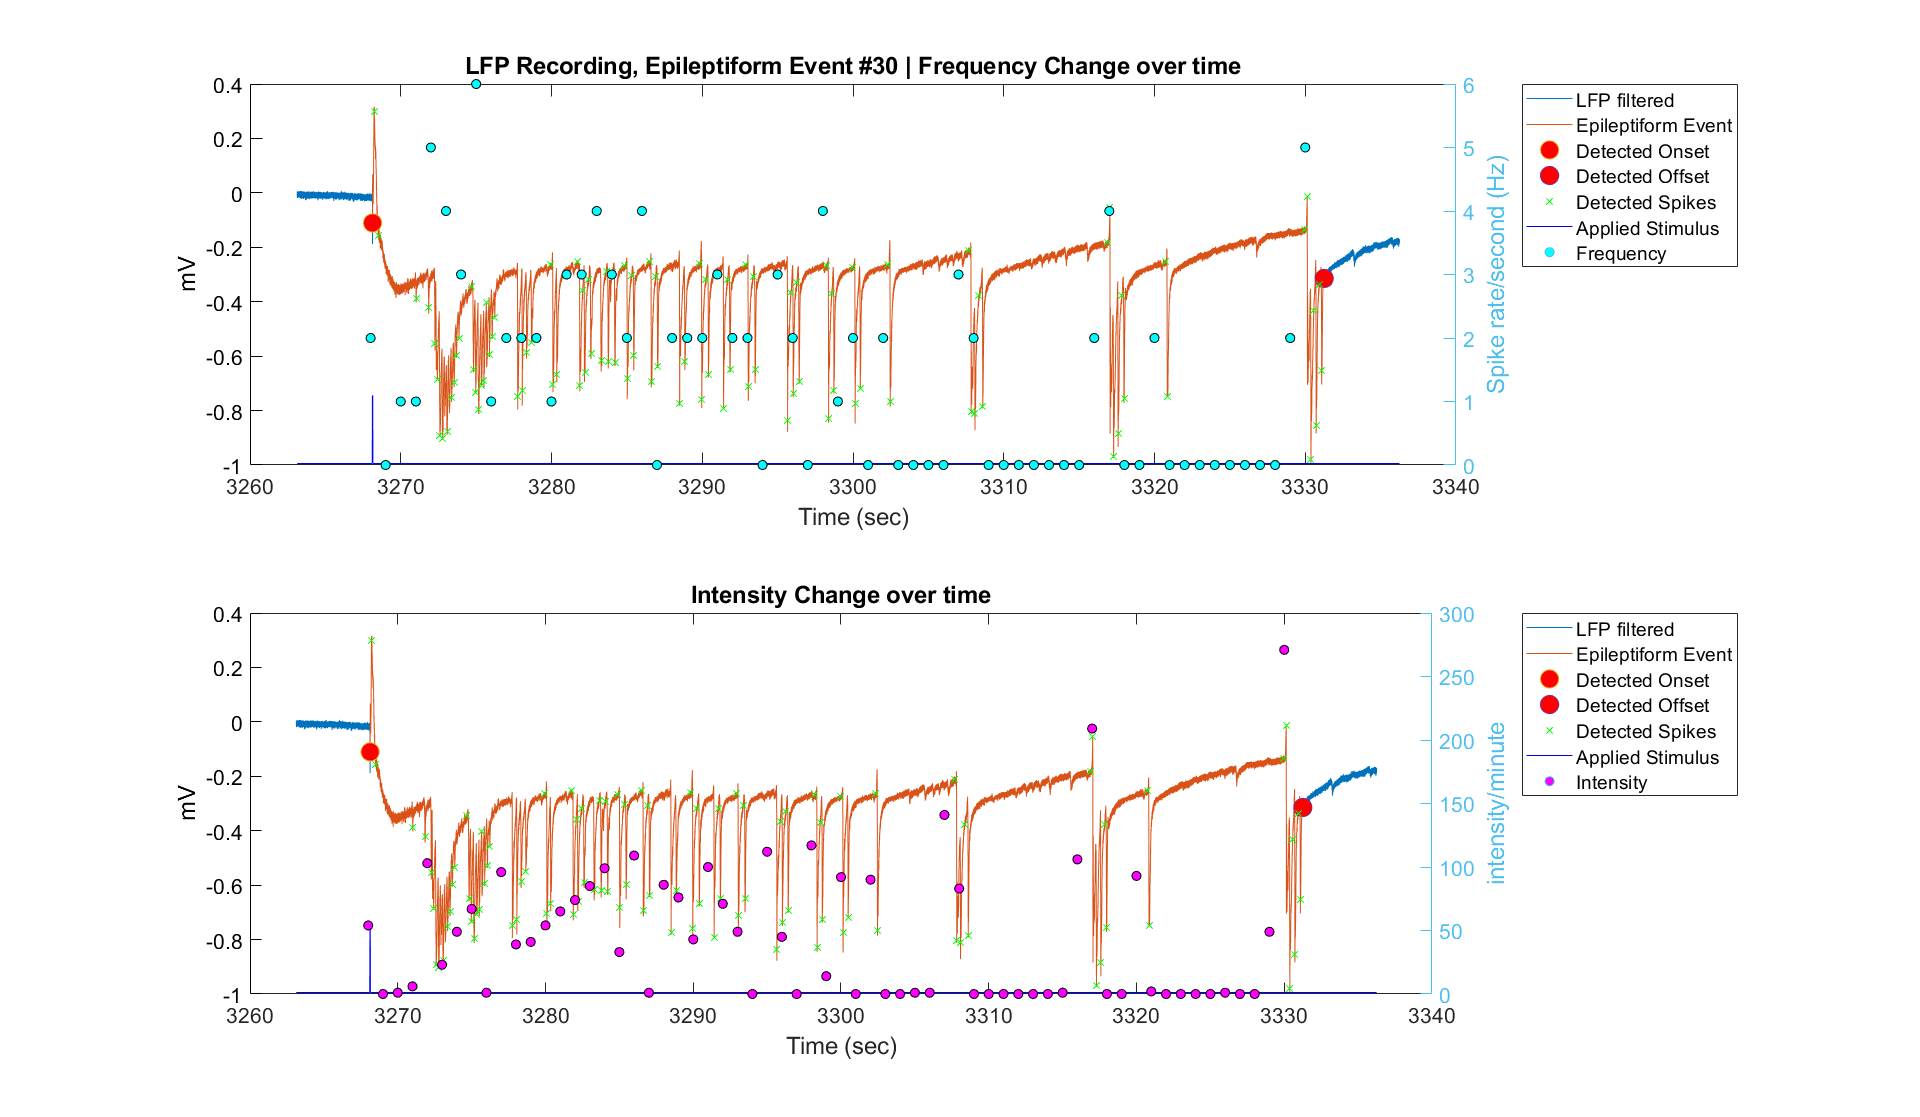 LFP Recording, Epileptiform Event #30 | Frequency Change over time
0.4
0.2
0
-0.2
-0.4
-0.6
-0.8
-1
mV
3260
3270
3280
3290
3300
3310
3320
3330
3340
Time (sec)
6
5
4
3
2
1
0
Spike rate/second (Hz)
LFP filtered
Epileptiform Event
Detected Onset
Detected Offset
Detected Spikes
Applied Stimulus
Frequency
Intensity Change over time
0.4
0.2
0
-0.2
-0.4
-0.6
-0.8
-1
mV
3260
3270
3280
3290
3300
3310
3320
3330
3340
Time (sec)
300
250
200
150
100
50
0
intensity/minute
LFP filtered
Epileptiform Event
Detected Onset
Detected Offset
Detected Spikes
Applied Stimulus
Intensity